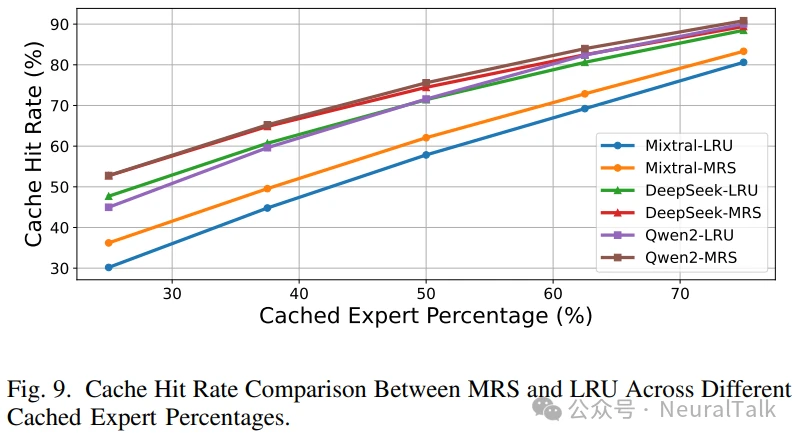 90
80
70
60
50
40
30
Cache Hit Rate (%)
30 40 50 60 70
Cached Expert Percentage (%)
Mixtral-LRU
Mixtral-MRS
DeepSeek-LRU
DeepSeek-MRS
Qwen2-LRU
Qwen2-MRS
Fig. 9. Cache Hit Rate Comparison Between MRS and LRU Across Different
Cached Expert Percentages.
公众号 · NeuralTalk